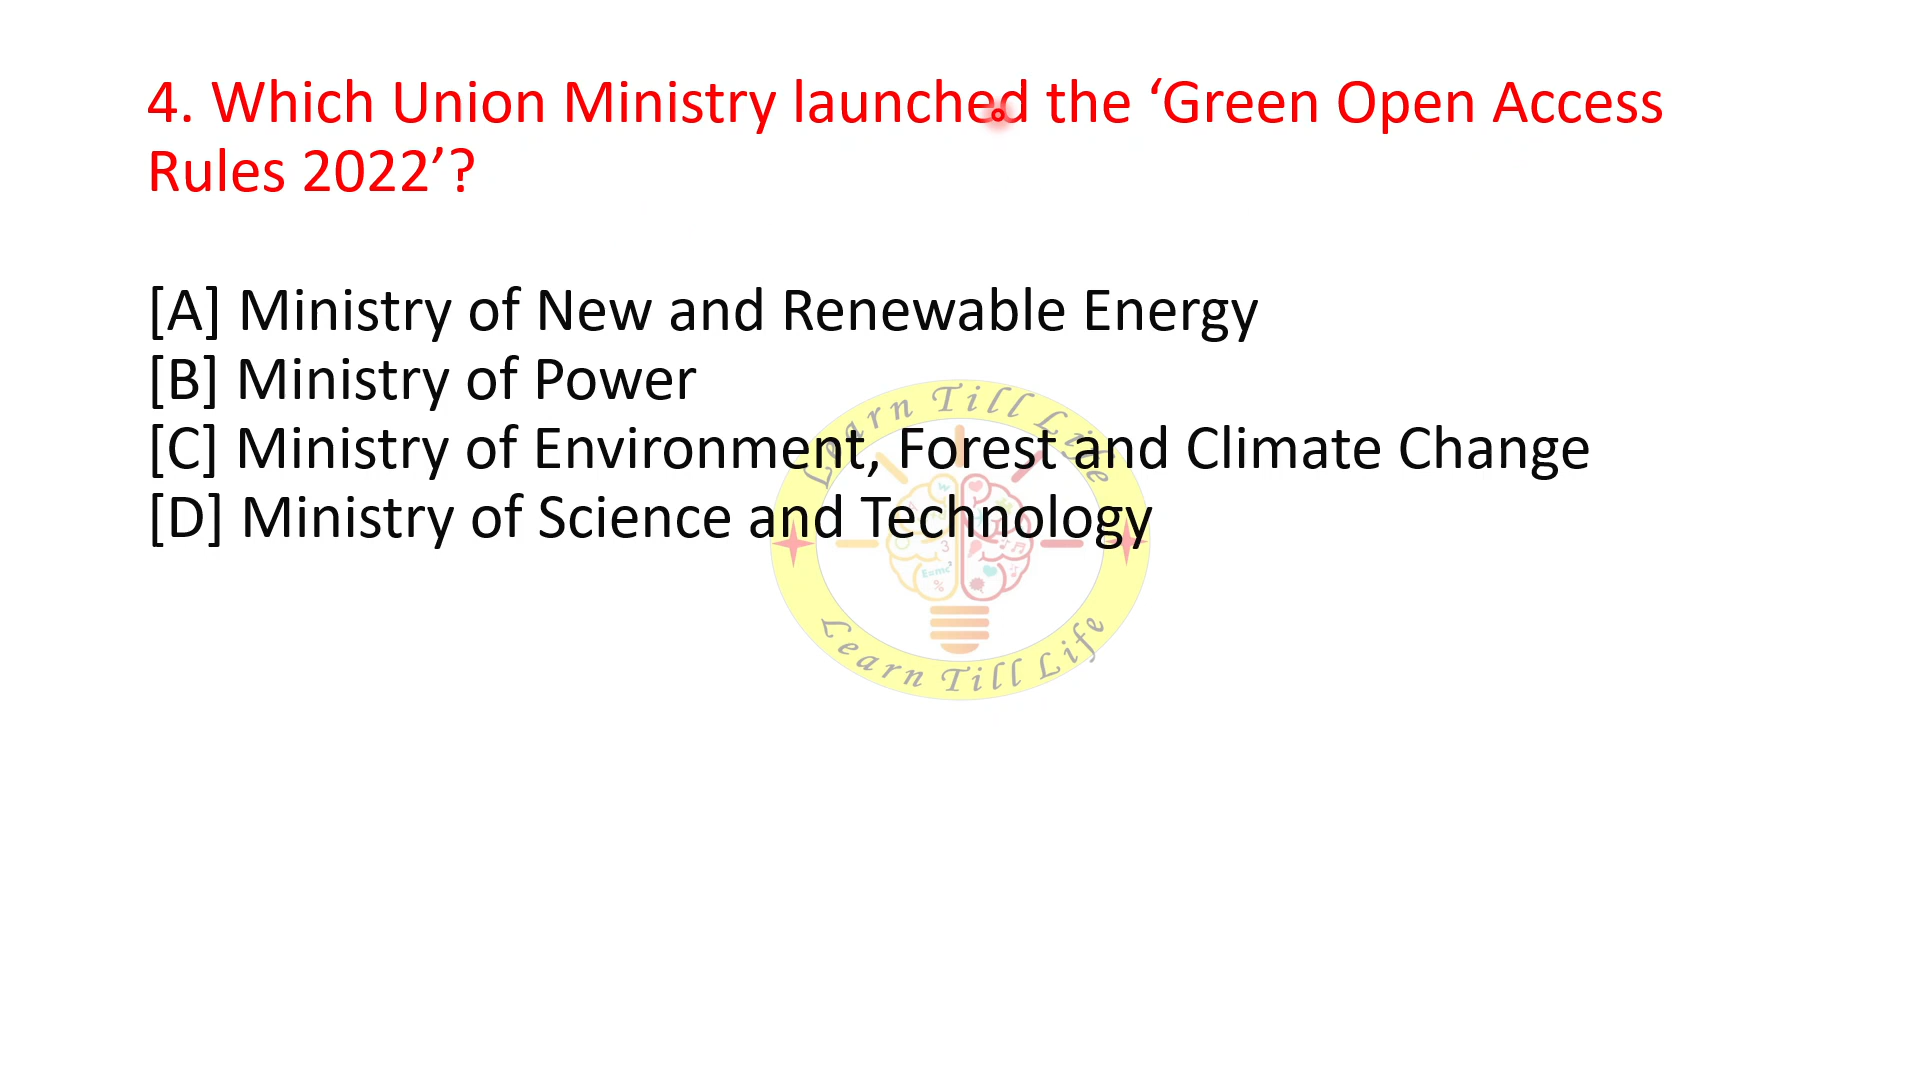 4. Which Union Ministry launched the ‘Green Open Access
Rules 2022’?
[A] Ministry of New and Renewable Energy
[B] Ministry of Power
[C] Ministry of Environment, Forest and Climate Change
[D] Ministry of Science and Technology
Learn Till Life
Learn Till Life